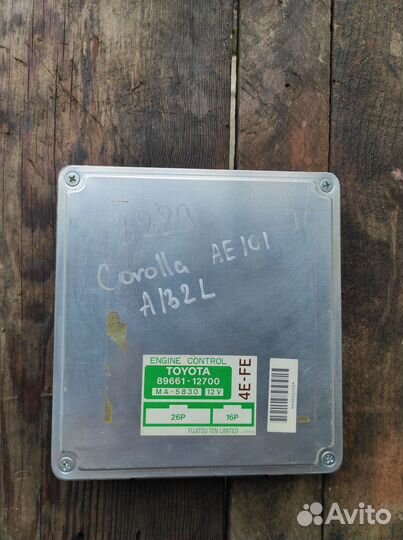 Corolla AE101
A132L
ENGINE CONTROL
TOYOTA
89661-12700
MA-5830 12V
4E-FE
26P 16P
FUJITSU TEN LIMITED JAPAN
Avito